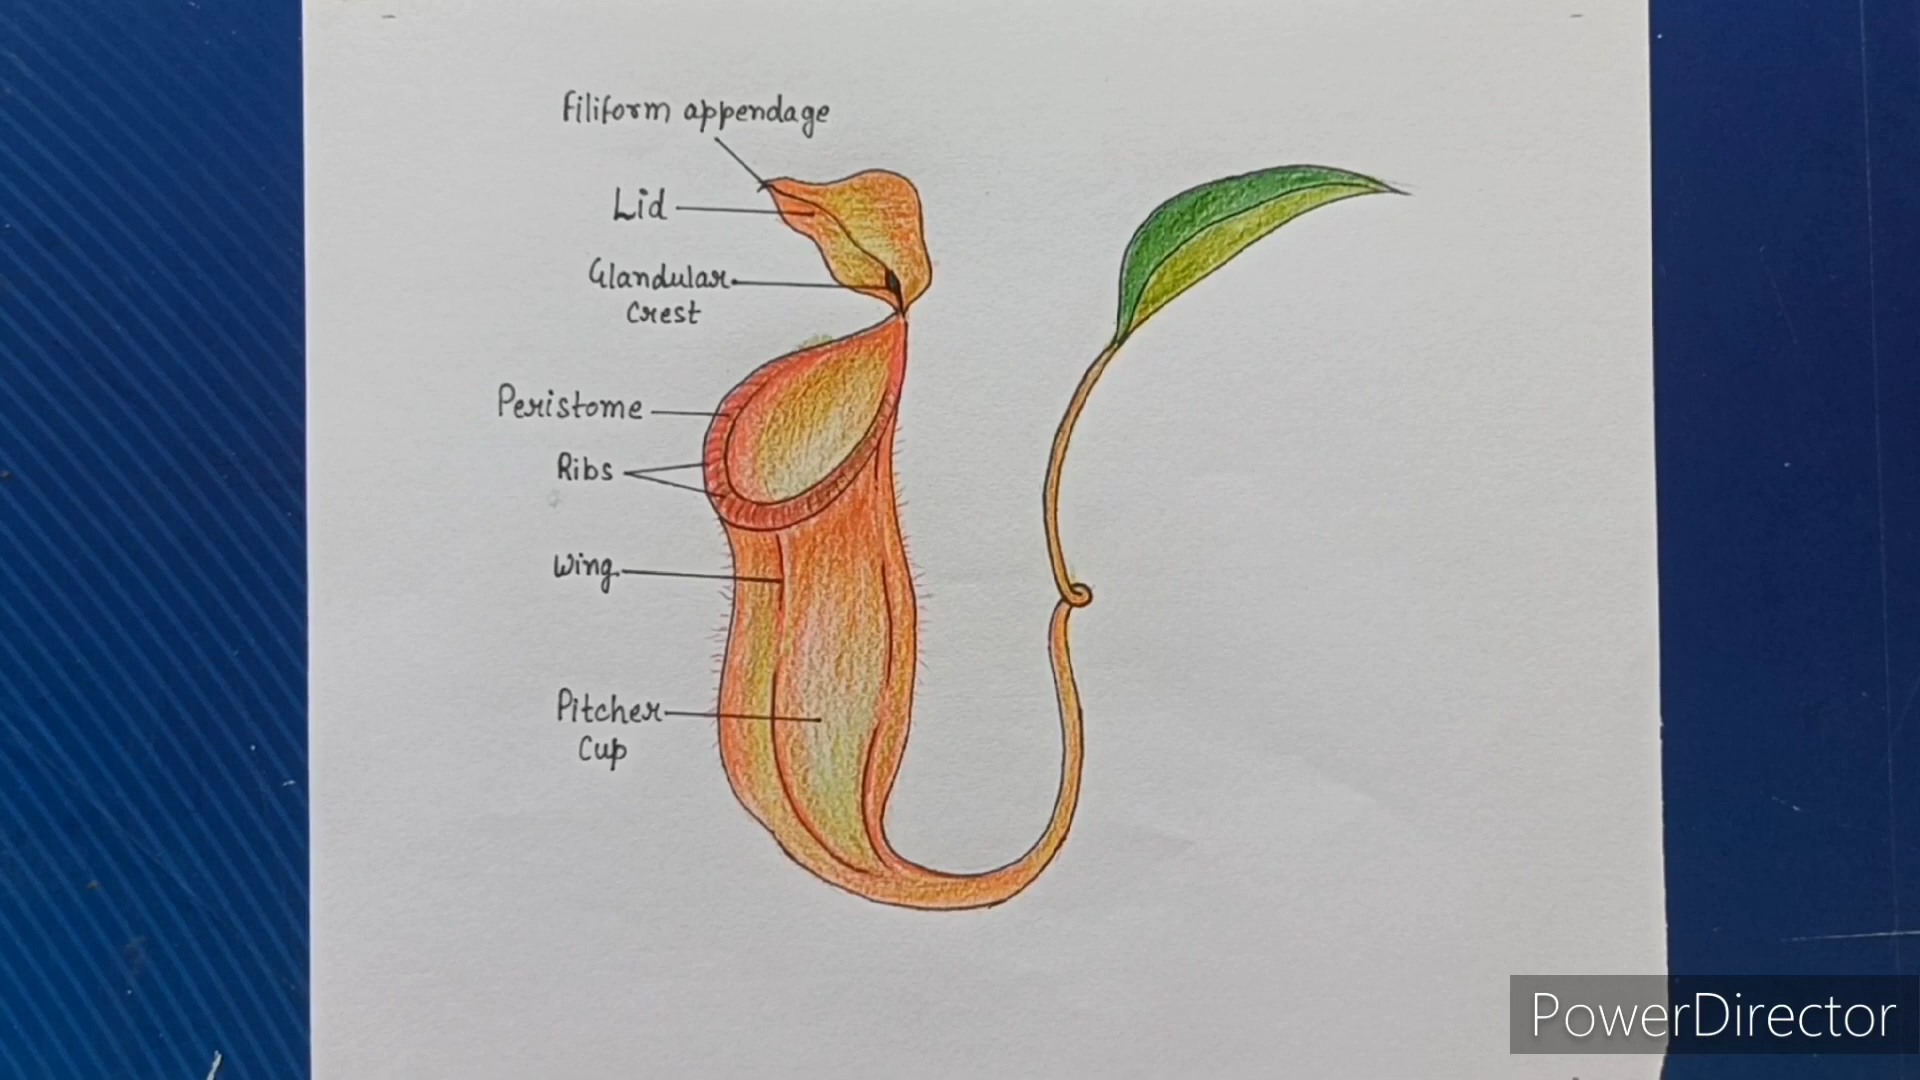 Filiform appendage
Lid
Glandular
Crest
Peristome
Ribs
Wing
Pitcher
Cup
PowerDirector